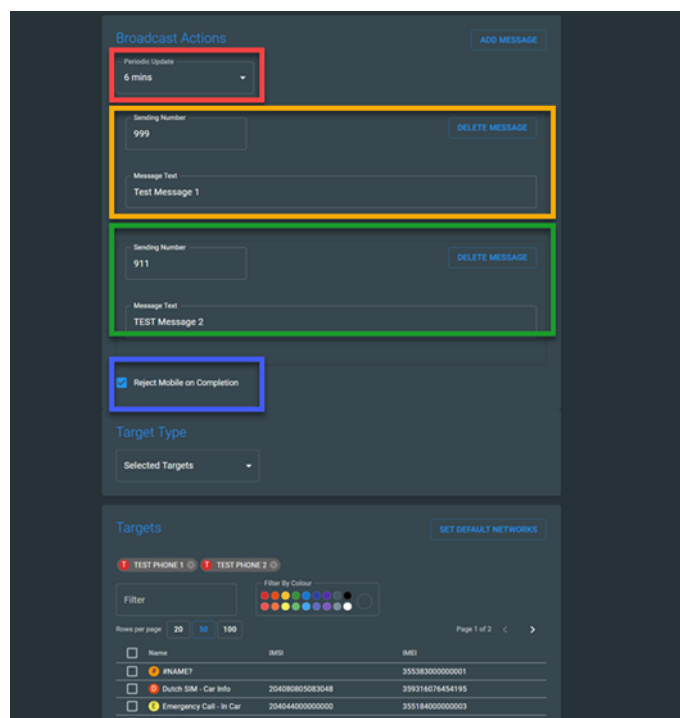 Broadcast Actions
ADD MESSAGE
Periodic Update
6 mins
Sending Number
999
DELETE MESSAGE
Message Text
Test Message 1
Sending Number
911
DELETE MESSAGE
Message Text
TEST Message 2
Reject Mobile on Completion
Target Type
Selected Targets
Targets
SET DEFAULT NETWORKS
T TEST PHONE 1 T TEST PHONE 2
Filter
Filter By Colour
Rows per page 20 50 100 Page 1 of 2 < >
Name IMSI IMEI
# #NAME? 355383000000001
D Dutch SIM - Car Info 204080805083048 359316076454195
E Emergency Call - In Car 204044000000000 355184000000003